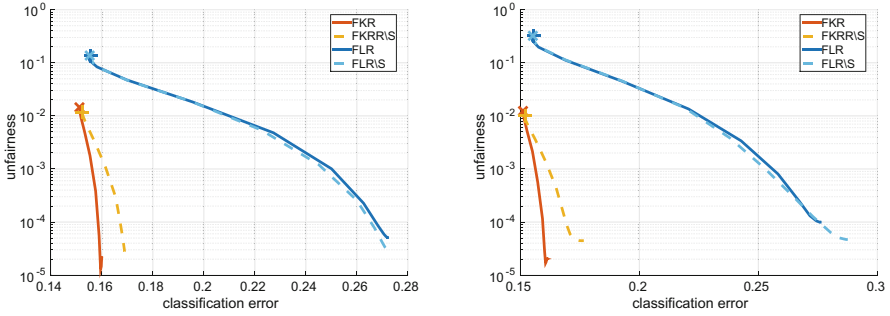 10^0
10^-1
10^-2
10^-3
10^-4
10^-5
unfairness
0.14
0.16
0.18
0.2
0.22
0.24
0.26
0.28
classification error
FKR
FKRR\S
FLR
FLR\S
10^0
10^-1
10^-2
10^-3
10^-4
10^-5
unfairness
0.15
0.2
0.25
0.3
classification error
FKR
FKRR\S
FLR
FLR\S